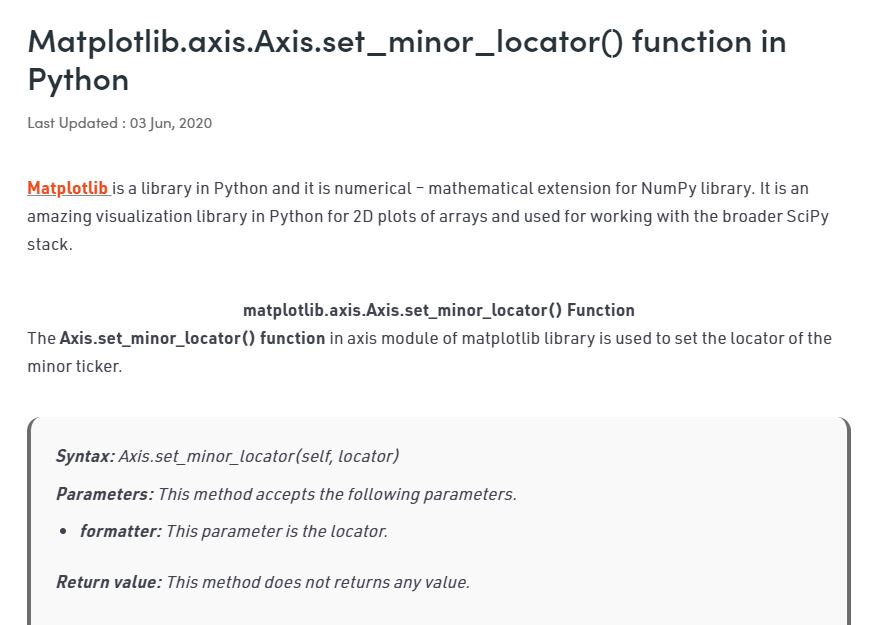 Matplotlib.axis.Axis.set_minor_locator() function in
Python
Last Updated : 03 Jun, 2020
Matplotlib is a library in Python and it is numerical – mathematical extension for NumPy library. It is an
amazing visualization library in Python for 2D plots of arrays and used for working with the broader SciPy
stack.
matplotlib.axis.Axis.set_minor_locator() Function
The Axis.set_minor_locator() function in axis module of matplotlib library is used to set the locator of the
minor ticker.
Syntax: Axis.set_minor_locator(self, locator)
Parameters: This method accepts the following parameters.
• formatter: This parameter is the locator.
Return value: This method does not returns any value.